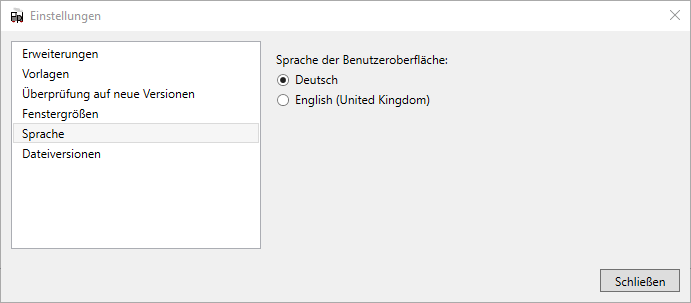 Einstellungen
Erweiterungen
Vorlagen
Überprüfung auf neue Versionen
Fenstergrößen
Sprache
Dateiversionen
Sprache der Benutzeroberfläche:
Deutsch
English (United Kingdom)
Schließen